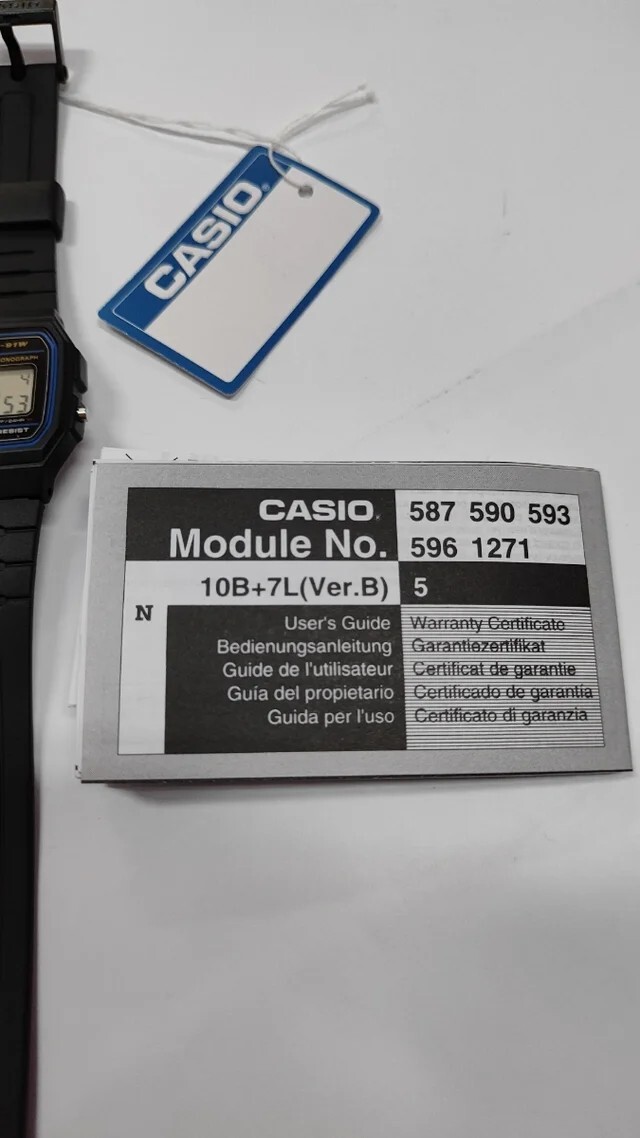 CASIO
-91W
4
53
CASIO
Module No.
587 590 593
596 1271
10B+7L(Ver.B)
5
N
User's Guide
Bedienungsanleitung
Guide de l'utilisateur
Guía del propietario
Guida per l'uso
Warranty Certificate
Garantiezertifikat
Certificat de garantie
Certificado de garantía
Certificato di garanzia